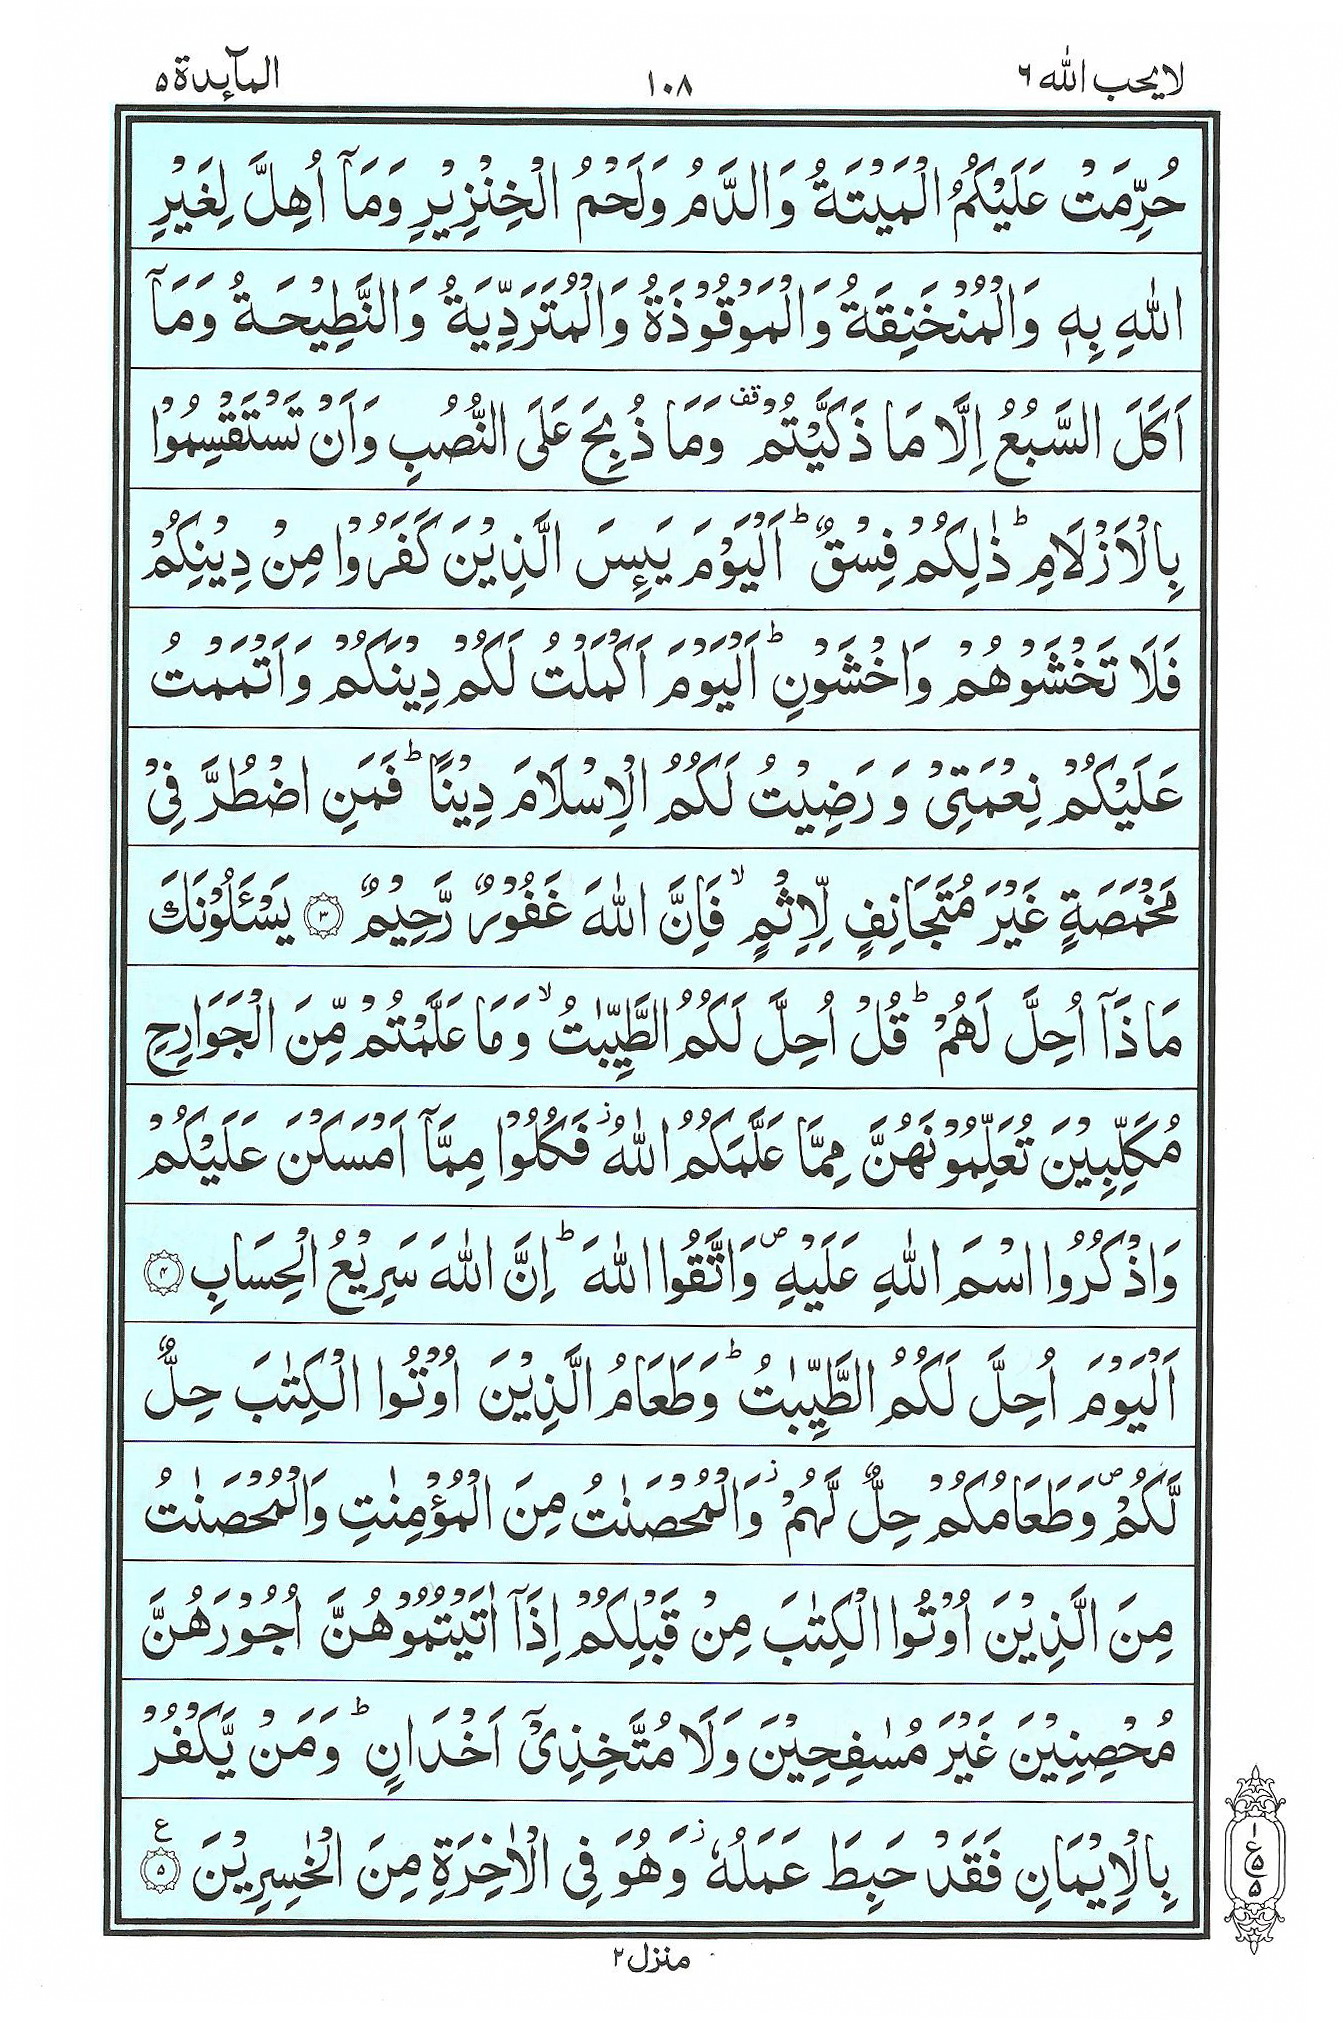 لا يحب الله ٦
١٠٨
المآئدة ٥
حُرِّمَتْ عَلَيْكُمُ الْمَيْتَةُ وَالدَّمُ وَلَحْمُ الْخِنْزِيْرِ وَمَآ اُهِلَّ لِغَيْرِ
اللّٰهِ بِهٖ وَالْمُنْخَنِقَةُ وَالْمَوْقُوْذَةُ وَالْمُتَرَدِّيَةُ وَالنَّطِيْحَةُ وَمَآ
اَكَلَ السَّبُعُ اِلَّا مَا ذَكَّيْتُمْ قف وَمَا ذُبِحَ عَلَى النُّصُبِ وَاَنْ تَسْتَقْسِمُوْا
بِالْاَزْلَامِ ؕ ذٰلِكُمْ فِسْقٌ ؕ اَلْيَوْمَ يَىِٕسَ الَّذِيْنَ كَفَرُوْا مِنْ دِيْنِكُمْ
فَلَا تَخْشَوْهُمْ وَاخْشَوْنِ ؕ اَلْيَوْمَ اَكْمَلْتُ لَكُمْ دِيْنَكُمْ وَاَتْمَمْتُ
عَلَيْكُمْ نِعْمَتِيْ وَ رَضِيْتُ لَكُمُ الْاِسْلَامَ دِيْنًا ؕ فَمَنِ اضْطُرَّ فِيْ
مَخْمَصَةٍ غَيْرَ مُتَجَانِفٍ لِّاِثْمٍ ۙ فَاِنَّ اللّٰهَ غَفُوْرٌ رَّحِيْمٌ ۝٣ يَسْـَٔلُوْنَكَ
مَاذَآ اُحِلَّ لَهُمْ ؕ قُلْ اُحِلَّ لَكُمُ الطَّيِّبٰتُ ۙ وَمَا عَلَّمْتُمْ مِّنَ الْجَوَارِحِ
مُكَلِّبِيْنَ تُعَلِّمُوْنَهُنَّ مِمَّا عَلَّمَكُمُ اللّٰهُ ز فَكُلُوْا مِمَّآ اَمْسَكْنَ عَلَيْكُمْ
وَاذْكُرُوا اسْمَ اللّٰهِ عَلَيْهِ ص وَاتَّقُوا اللّٰهَ ؕ اِنَّ اللّٰهَ سَرِيْعُ الْحِسَابِ ۝٤
اَلْيَوْمَ اُحِلَّ لَكُمُ الطَّيِّبٰتُ ؕ وَطَعَامُ الَّذِيْنَ اُوْتُوا الْكِتٰبَ حِلٌّ
لَّكُمْ ص وَطَعَامُكُمْ حِلٌّ لَّهُمْ ز وَالْمُحْصَنٰتُ مِنَ الْمُؤْمِنٰتِ وَالْمُحْصَنٰتُ
مِنَ الَّذِيْنَ اُوْتُوا الْكِتٰبَ مِنْ قَبْلِكُمْ اِذَآ اٰتَيْتُمُوْهُنَّ اُجُوْرَهُنَّ
مُحْصِنِيْنَ غَيْرَ مُسٰفِحِيْنَ وَلَا مُتَّخِذِيْٓ اَخْدَانٍ ؕ وَمَنْ يَّكْفُرْ
بِالْاِيْمَانِ فَقَدْ حَبِطَ عَمَلُهٗ ز وَهُوَ فِي الْاٰخِرَةِ مِنَ الْخٰسِرِيْنَ ۝٥ ع
١
ع ٥
٥
منزل ٢